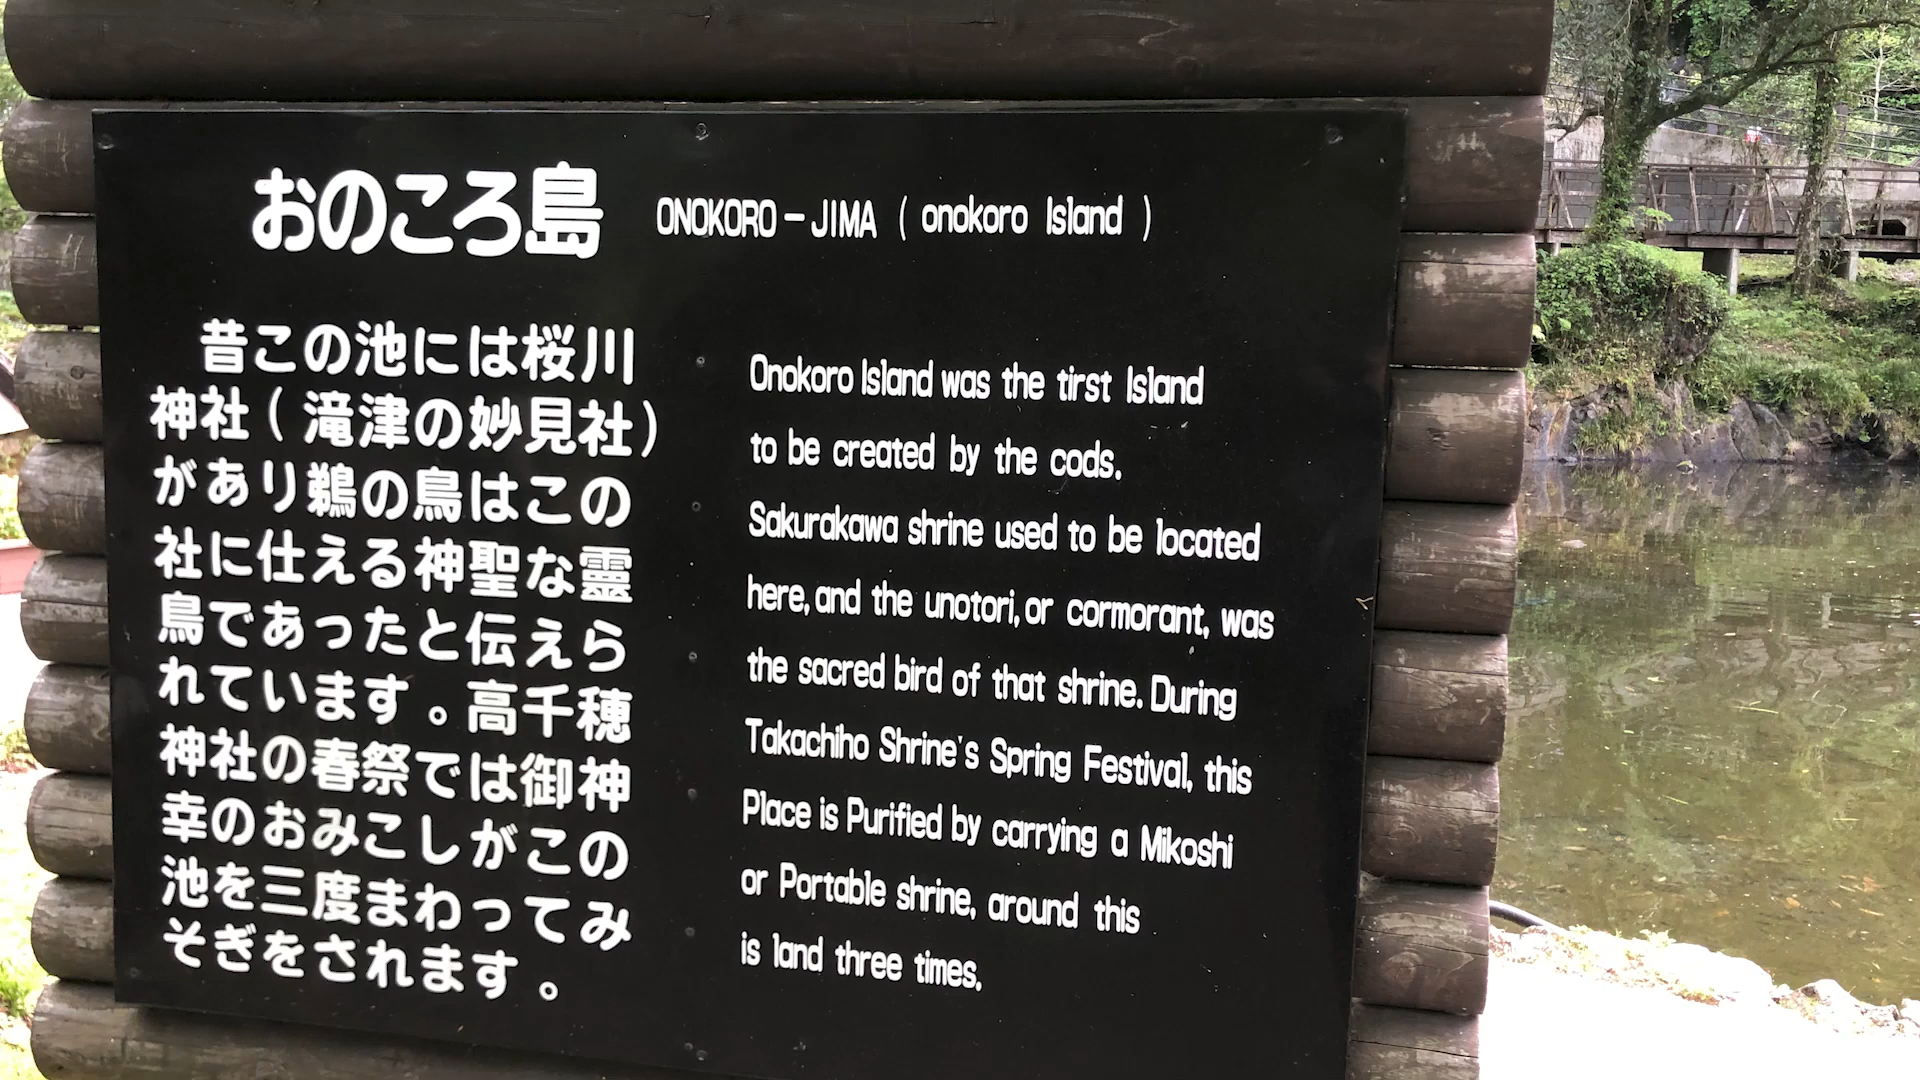 おのころ島 ONOKORO－JIMA ( onokoro Island )
昔この池には桜川
神社(滝津の妙見社)
があり鵜の鳥はこの
社に仕える神聖な霊
鳥であったと伝えら
れています。高千穂
神社の春祭では御神
幸のおみこしがこの
池を三度まわってみ
そぎをされます。
Onokoro Island was the tirst Island
to be created by the cods.
Sakurakawa shrine used to be located
here, and the unotori, or cormorant, was
the sacred bird of that shrine. During
Takachiho Shrine's Spring Festival, this
Place is Purified by carrying a Mikoshi
or Portable shrine, around this
is land three times.